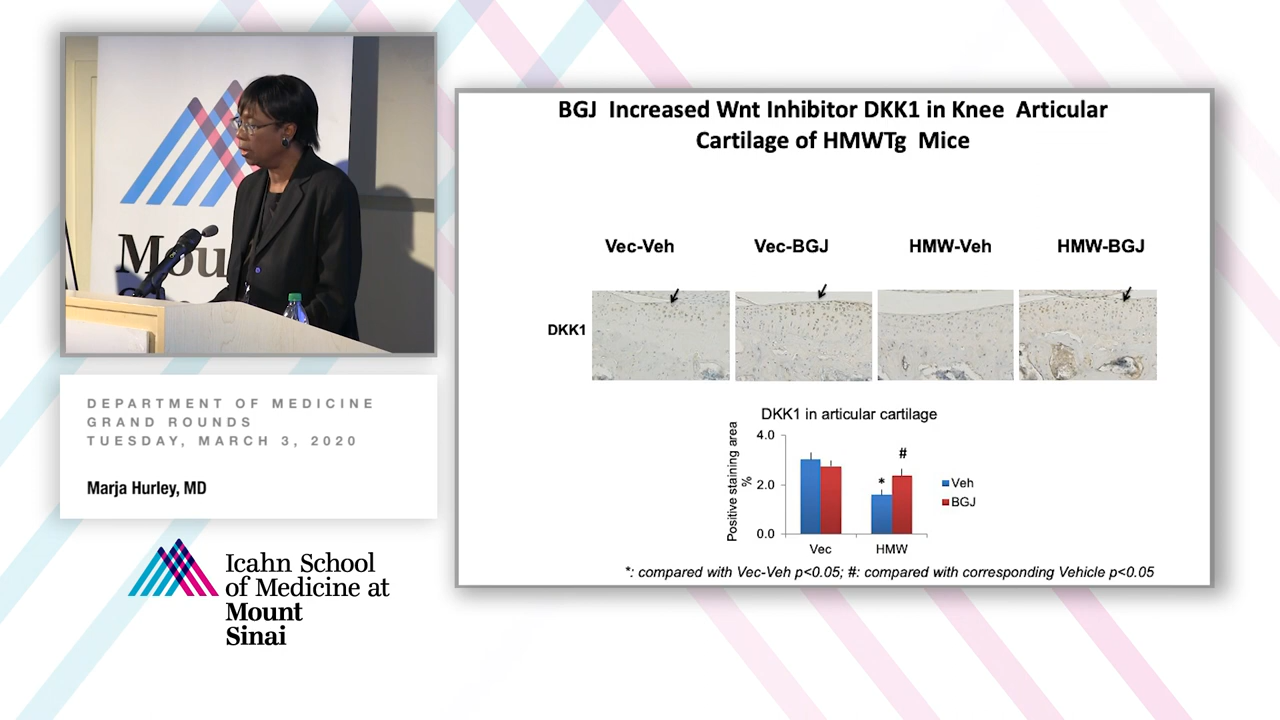 Mou
DEPARTMENT OF MEDICINE
GRAND ROUNDS
TUESDAY, MARCH 3, 2020
Marja Hurley, MD
Icahn School
of Medicine at
Mount
Sinai
BGJ Increased Wnt Inhibitor DKK1 in Knee Articular
Cartilage of HMWTg Mice
Vec-Veh Vec-BGJ HMW-Veh HMW-BGJ
DKK1
DKK1 in articular cartilage
Positive staining area
%
4.0
2.0
0.0
* #
Vec HMW
Veh
BGJ
*: compared with Vec-Veh p<0.05; #: compared with corresponding Vehicle p<0.05